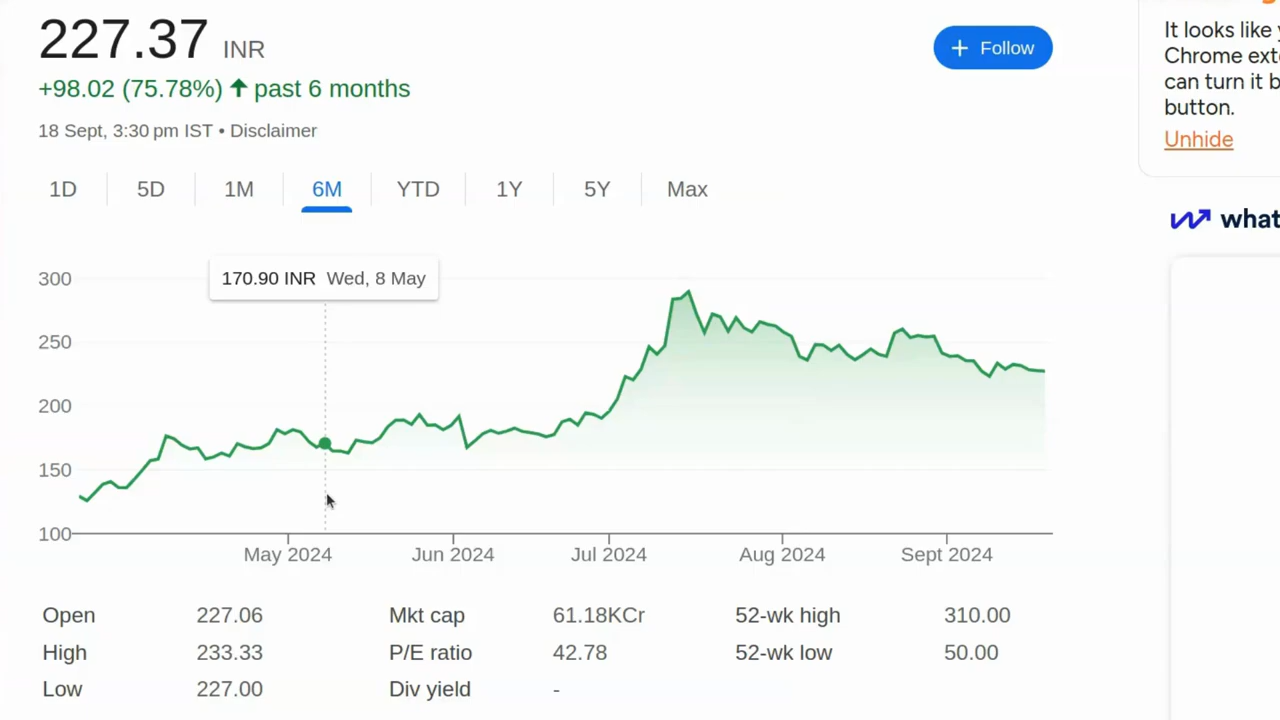 227.37 INR
+98.02 (75.78%) ↑ past 6 months
18 Sept, 3:30 pm IST • Disclaimer
+ Follow
1D 5D 1M 6M YTD 1Y 5Y Max
170.90 INR Wed, 8 May
300
250
200
150
100
May 2024 Jun 2024 Jul 2024 Aug 2024 Sept 2024
Open 227.06 Mkt cap 61.18KCr 52-wk high 310.00
High 233.33 P/E ratio 42.78 52-wk low 50.00
Low 227.00 Div yield -
It looks like
Chrome ext
can turn it b
button.
Unhide
what